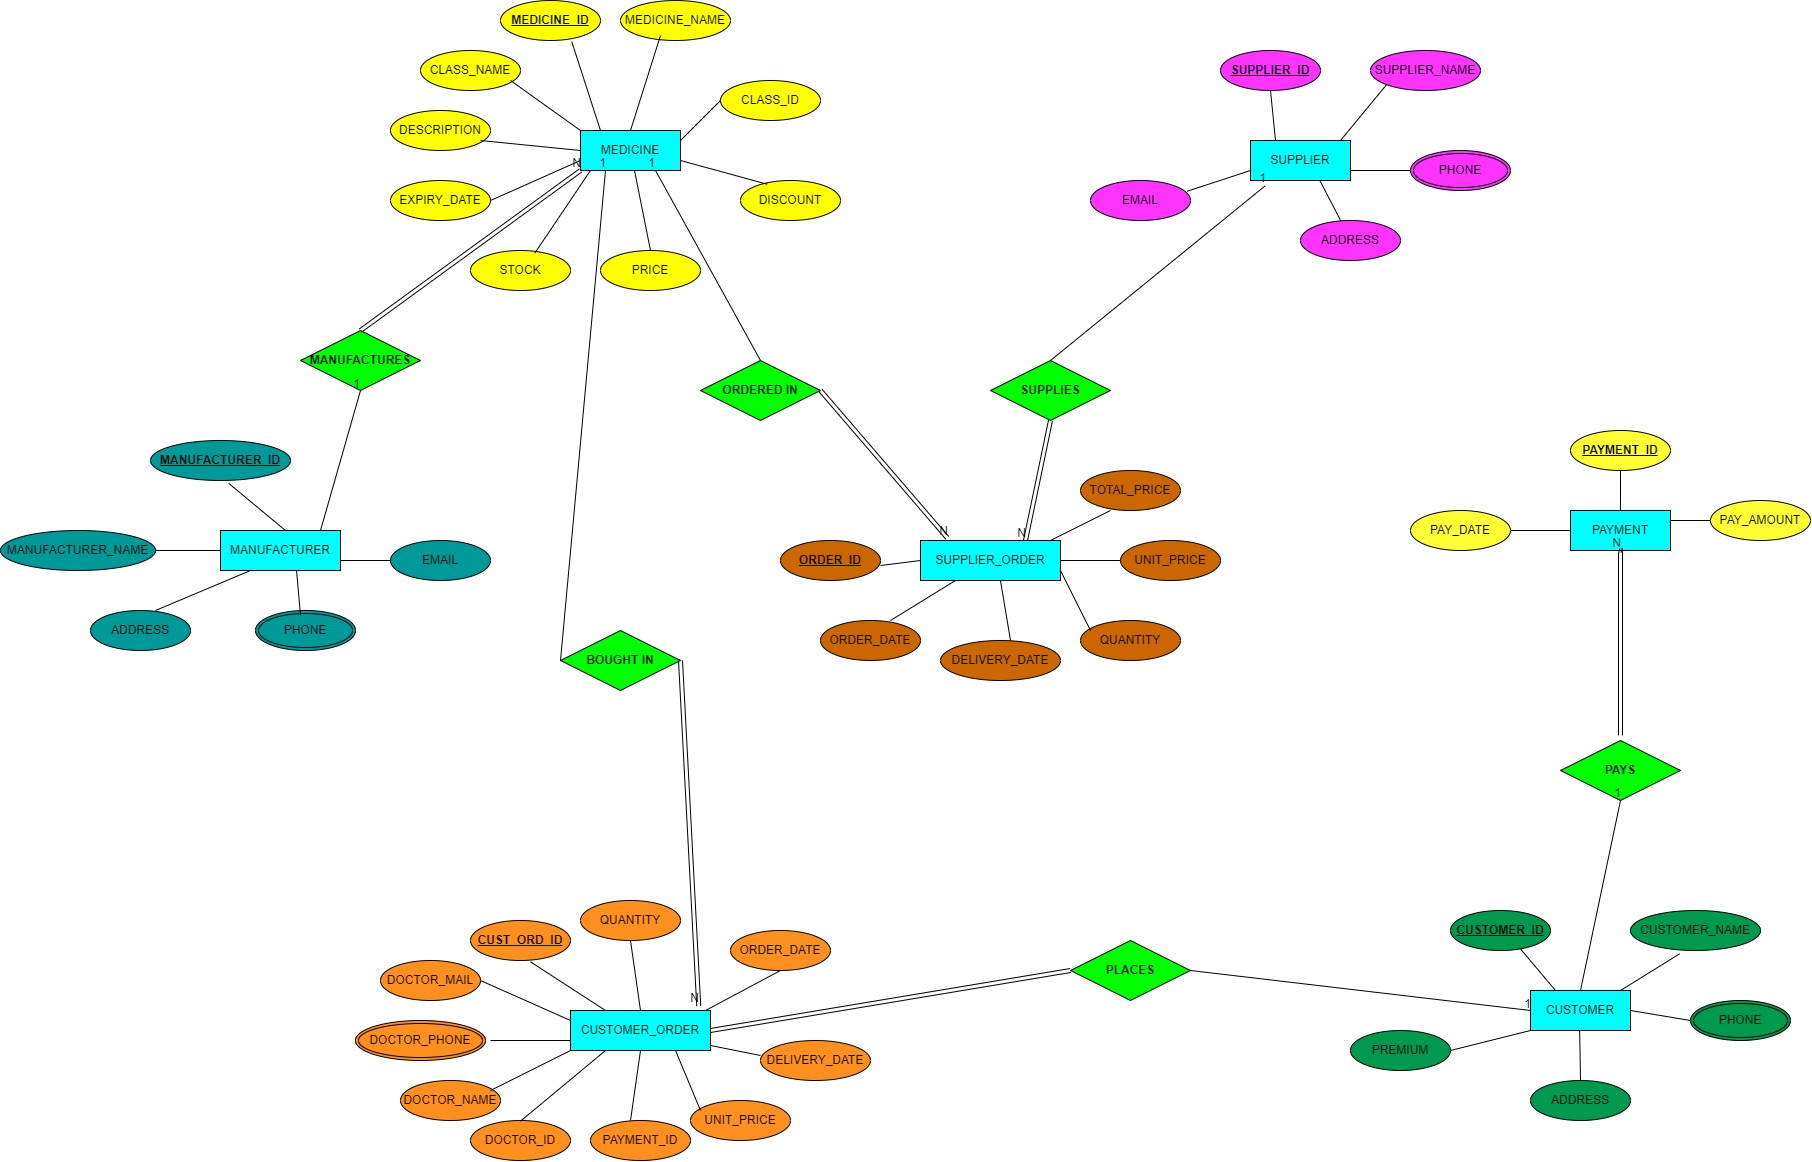 MEDICINE_ID
MEDICINE_NAME
CLASS_NAME
CLASS_ID
DESCRIPTION
MEDICINE
N
1
1
EXPIRY_DATE
DISCOUNT
STOCK
PRICE
SUPPLIER_ID
SUPPLIER_NAME
SUPPLIER
1
PHONE
EMAIL
ADDRESS
MANUFACTURES
1
ORDERED IN
SUPPLIES
MANUFACTURER_ID
MANUFACTURER_NAME
MANUFACTURER
EMAIL
ADDRESS
PHONE
TOTAL_PRICE
N
N
ORDER_ID
SUPPLIER_ORDER
UNIT_PRICE
ORDER_DATE
DELIVERY_DATE
QUANTITY
PAYMENT_ID
PAY_DATE
PAYMENT
N
PAY_AMOUNT
BOUGHT IN
PAYS
1
QUANTITY
CUST_ORD_ID
ORDER_DATE
DOCTOR_MAIL
N
DOCTOR_PHONE
CUSTOMER_ORDER
DELIVERY_DATE
DOCTOR_NAME
UNIT_PRICE
DOCTOR_ID
PAYMENT_ID
PLACES
CUSTOMER_ID
CUSTOMER_NAME
1
CUSTOMER
PHONE
PREMIUM
ADDRESS